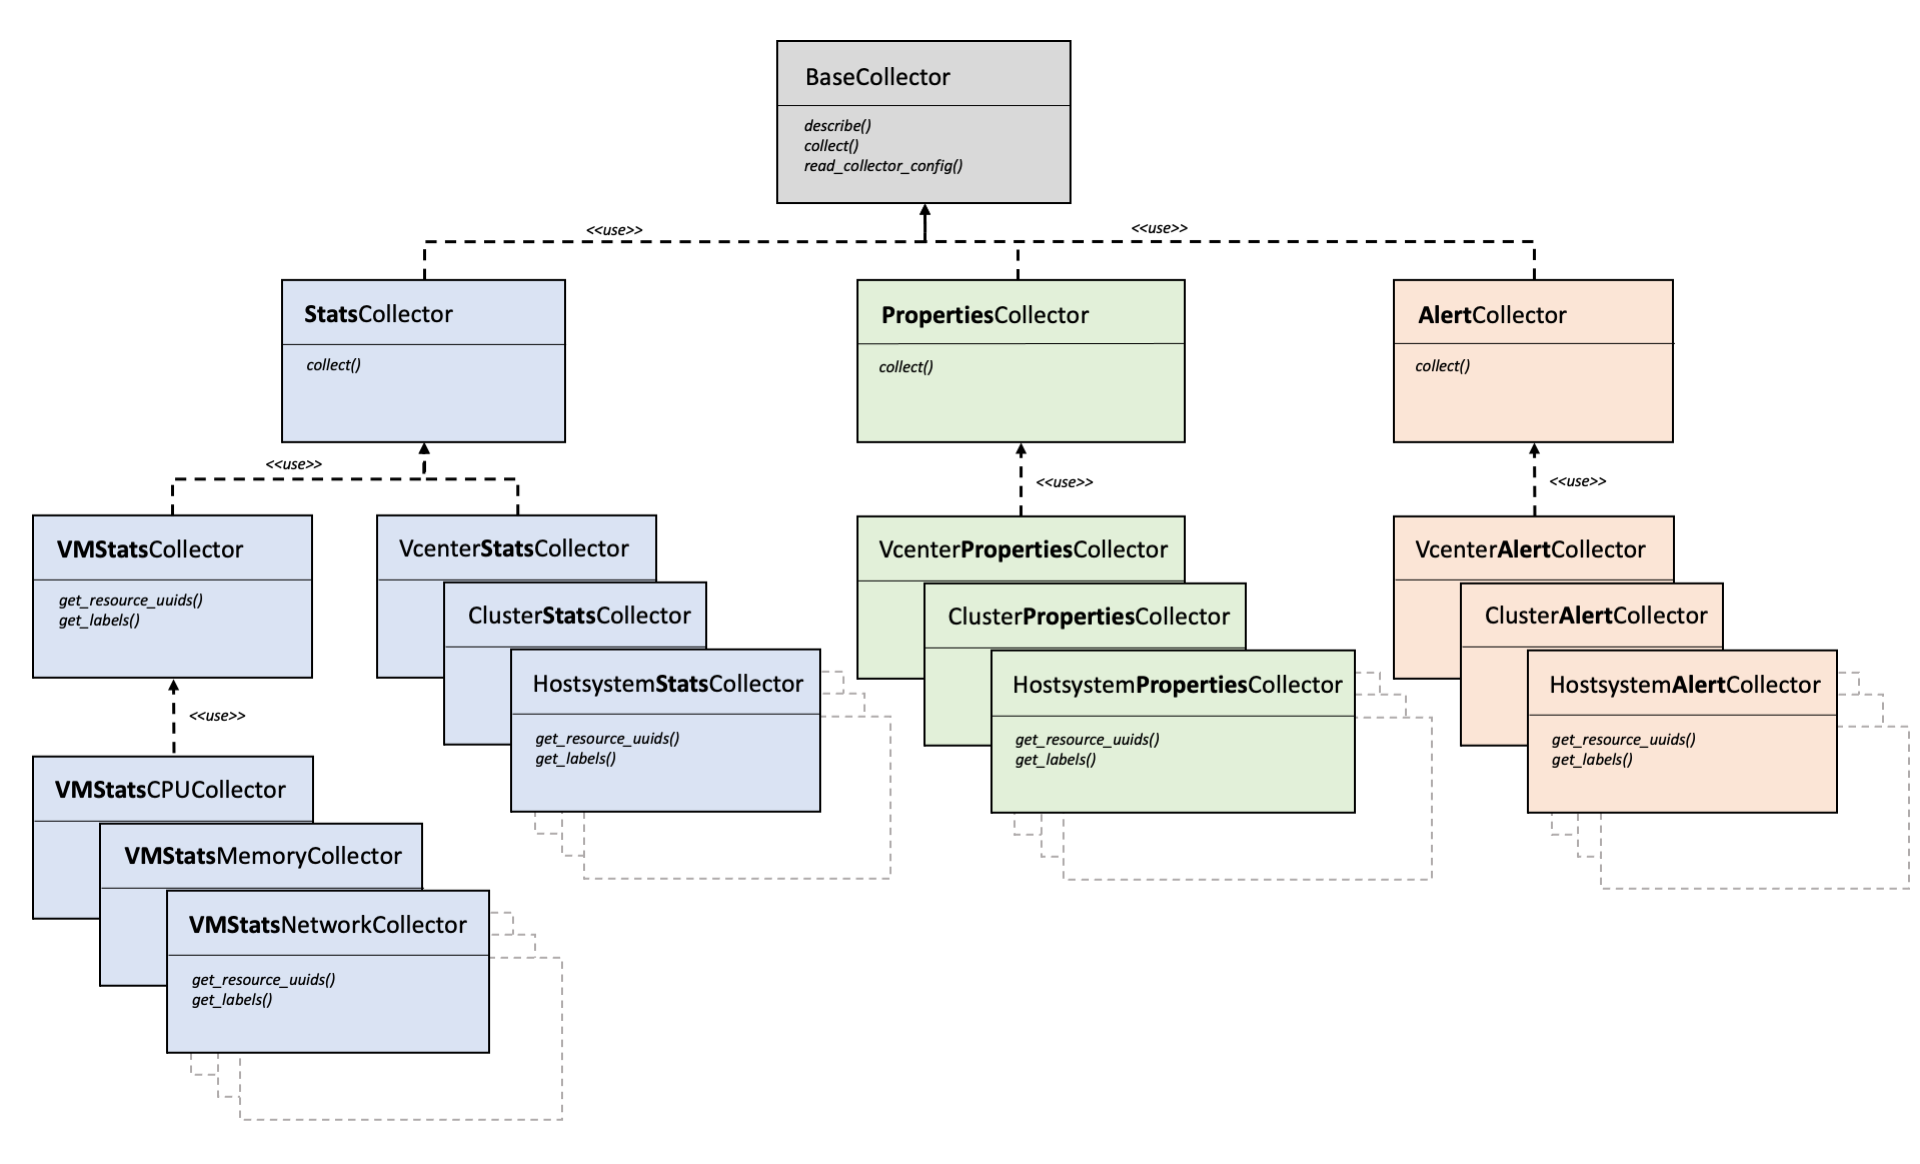 BaseCollector
describe()
collect()
read_collector_config()
<<use>>
<<use>>
StatsCollector
collect()
PropertiesCollector
collect()
AlertCollector
collect()
<<use>>
<<use>>
<<use>>
VMStatsCollector
get_resource_uuids()
get_labels()
VcenterStatsCollector
ClusterStatsCollector
HostsystemStatsCollector
get_resource_uuids()
get_labels()
VcenterPropertiesCollector
ClusterPropertiesCollector
HostsystemPropertiesCollector
get_resource_uuids()
get_labels()
VcenterAlertCollector
ClusterAlertCollector
HostsystemAlertCollector
get_resource_uuids()
get_labels()
<<use>>
VMStatsCPUCollector
VMStatsMemoryCollector
VMStatsNetworkCollector
get_resource_uuids()
get_labels()